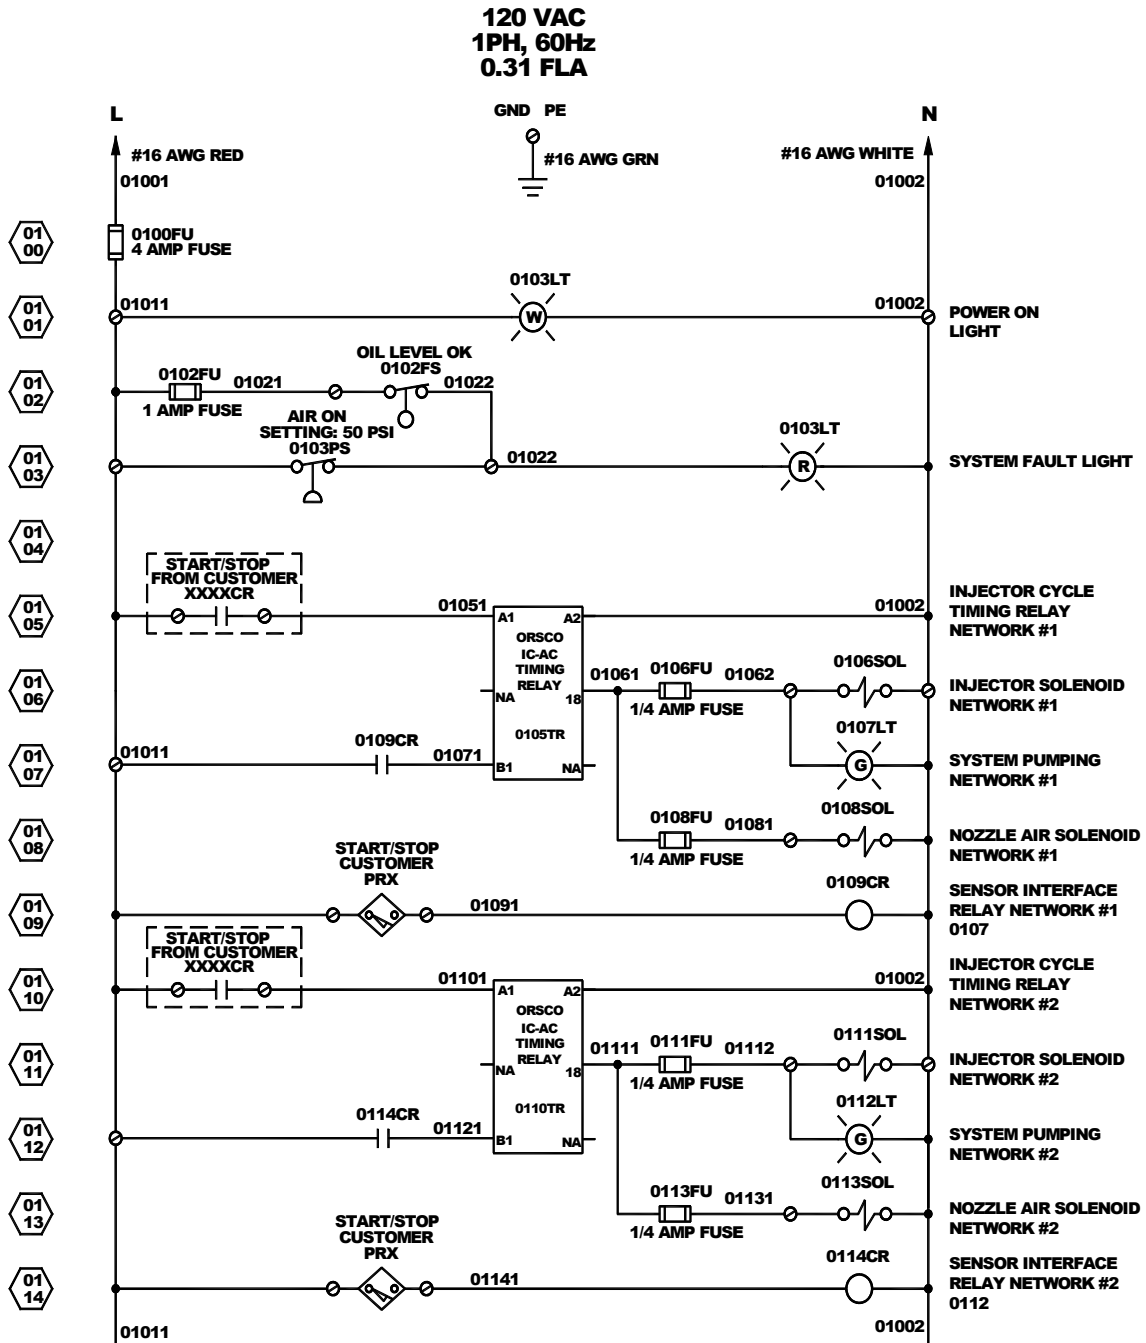 120 VAC
1PH, 60Hz
0.31 FLA
L
GND PE
N
#16 AWG RED
#16 AWG GRN
#16 AWG WHITE
01001
01002
01
00
0100FU
4 AMP FUSE
01
01
01011
0103LT
W
01002
POWER ON
LIGHT
01
02
0102FU
01021
1 AMP FUSE
OIL LEVEL OK
0102FS
01022
01
03
AIR ON
SETTING: 50 PSI
0103PS
01022
0103LT
R
SYSTEM FAULT LIGHT
01
04
01
05
START/STOP
FROM CUSTOMER
XXXXCR
01051
A1
A2
ORSCO
IC-AC
TIMING
RELAY
NA
18
0105TR
B1
NA
01002
INJECTOR CYCLE
TIMING RELAY
NETWORK #1
01
06
01061
0106FU
01062
1/4 AMP FUSE
0106SOL
INJECTOR SOLENOID
NETWORK #1
01
07
01011
0109CR
01071
0107LT
G
SYSTEM PUMPING
NETWORK #1
01
08
0108FU
01081
1/4 AMP FUSE
0108SOL
NOZZLE AIR SOLENOID
NETWORK #1
01
09
START/STOP
CUSTOMER
PRX
01091
0109CR
SENSOR INTERFACE
RELAY NETWORK #1
0107
01
10
START/STOP
FROM CUSTOMER
XXXXCR
01101
A1
A2
ORSCO
IC-AC
TIMING
RELAY
NA
18
0110TR
B1
NA
01002
INJECTOR CYCLE
TIMING RELAY
NETWORK #2
01
11
01111
0111FU
01112
1/4 AMP FUSE
0111SOL
INJECTOR SOLENOID
NETWORK #2
01
12
0114CR
01121
0112LT
G
SYSTEM PUMPING
NETWORK #2
01
13
0113FU
01131
1/4 AMP FUSE
0113SOL
NOZZLE AIR SOLENOID
NETWORK #2
01
14
START/STOP
CUSTOMER
PRX
01141
0114CR
SENSOR INTERFACE
RELAY NETWORK #2
0112
01011
01002